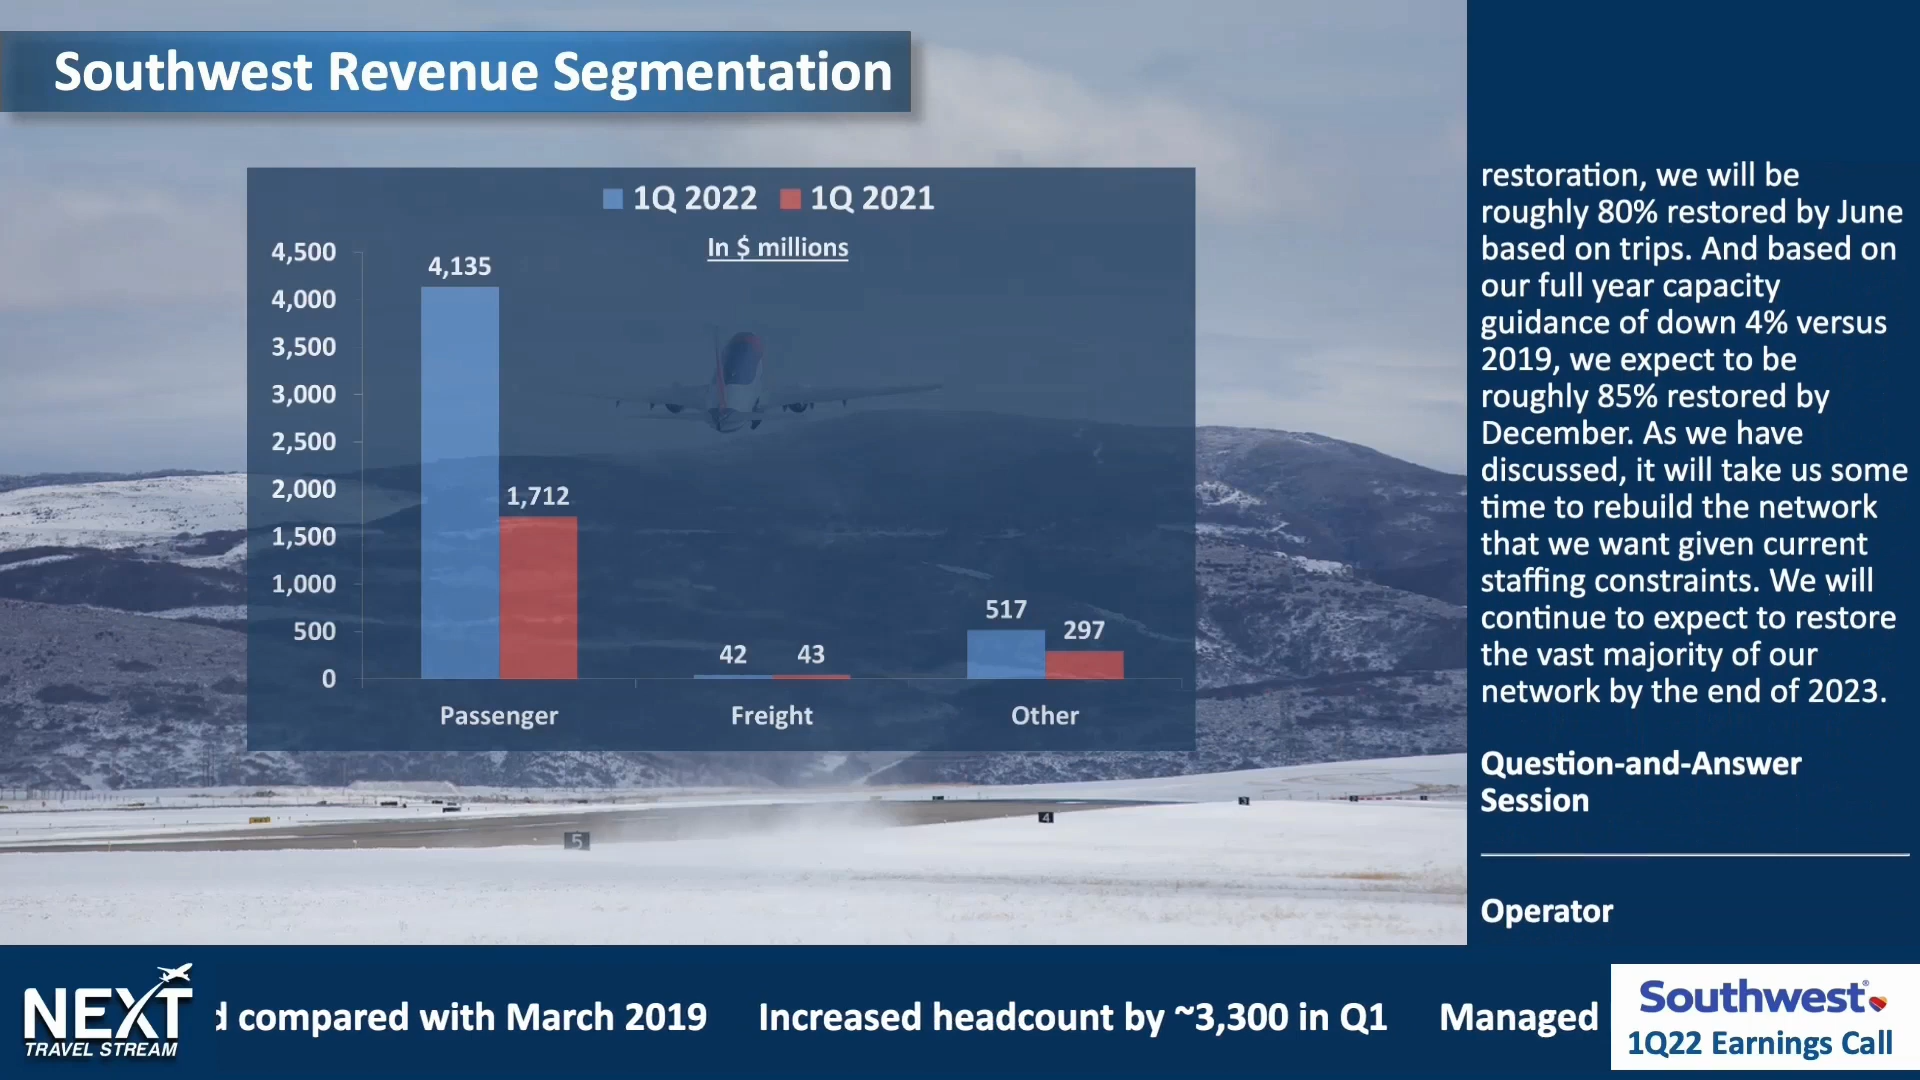 Southwest Revenue Segmentation
1Q 2022 1Q 2021
In $ millions
4,500
4,000
3,500
3,000
2,500
2,000
1,500
1,000
500
0
4,135
1,712
42
43
517
297
Passenger
Freight
Other
5
4
3
restoration, we will be
roughly 80% restored by June
based on trips. And based on
our full year capacity
guidance of down 4% versus
2019, we expect to be
roughly 85% restored by
December. As we have
discussed, it will take us some
time to rebuild the network
that we want given current
staffing constraints. We will
continue to expect to restore
the vast majority of our
network by the end of 2023.
Question-and-Answer
Session
Operator
NEXT
TRAVEL STREAM
d compared with March 2019 Increased headcount by ~3,300 in Q1 Managed
Southwest®
1Q22 Earnings Call